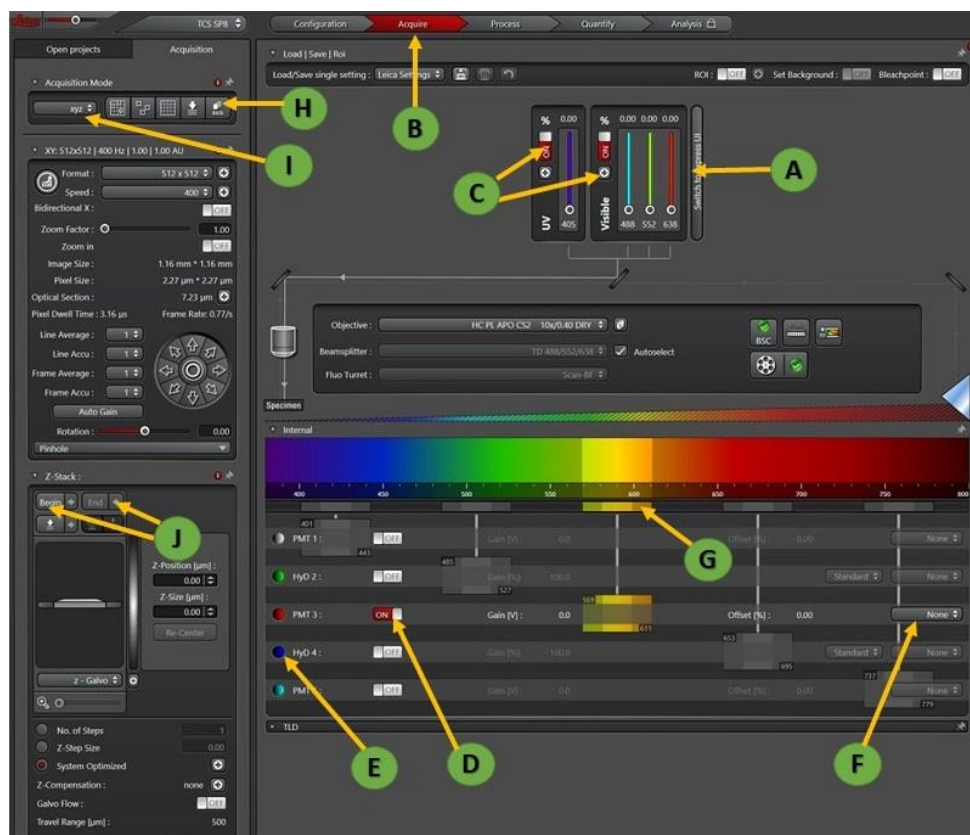 TCS SP8
Configuration Acquire Process Quantify Analysis
Open projects Acquisition
Load | Save | Roi
Load/Save single setting : Leica Settings ROI : OFF Set Background : OFF Bleachpoint : OFF
Acquisition Mode
xyz SEQ
H
B
I
XY: 512x512 | 400 Hz | 1.00 | 1.00 AU
Format : 512 x 512
Speed : 400
Bidirectional X : OFF
Zoom Factor : 1.00
Zoom in OFF
Image Size : 1.16 mm * 1.16 mm
Pixel Size : 2.27 µm * 2.27 µm
Optical Section : 7.23 µm
Pixel Dwell Time : 3.16 µs Frame Rate: 0.77/s
Line Average : 1
Line Accu : 1
Frame Average : 1
Frame Accu : 1
Auto Gain
Rotation : 0.00
Pinhole
% 0.00 % 0.00 0.00 0.00
ON ON
C
A
UV 405 Visible 488 552 638
Switch to Express UI
Objective : HC PL APO CS2 10x/0.40 DRY
Beamsplitter : TD 488/552/638 Autoselect
Fluo Turret : Scan-BF
BSC
Specimen
Internal
400 450 500 550 600 650 700 750 800
G
401
PMT 1 : OFF 443 Gain [V] : 0.0 Offset [%] : 0.00 None
485
HyD 2 : OFF Gain [%] : 100.0 527 Standard None
569
PMT 3 : ON Gain [V] : 0.0 611 Offset [%] : 0.00 None
653
HyD 4 : OFF Gain [%] : 100.0 695 Standard None
737
PMT OFF Gain [V] : 0.0 Offset [%] : 0.00 779 None
TLD
E
D
F
Z-Stack :
Begin End
J
Z-Position [µm] :
0.00
Z-Size [µm] :
0.00
Re-Center
z - Galvo
No. of Steps 1
Z-Step Size 0.00
System Optimized
Z-Compensation : none
Galvo Flow : OFF
Travel Range [µm] : 500